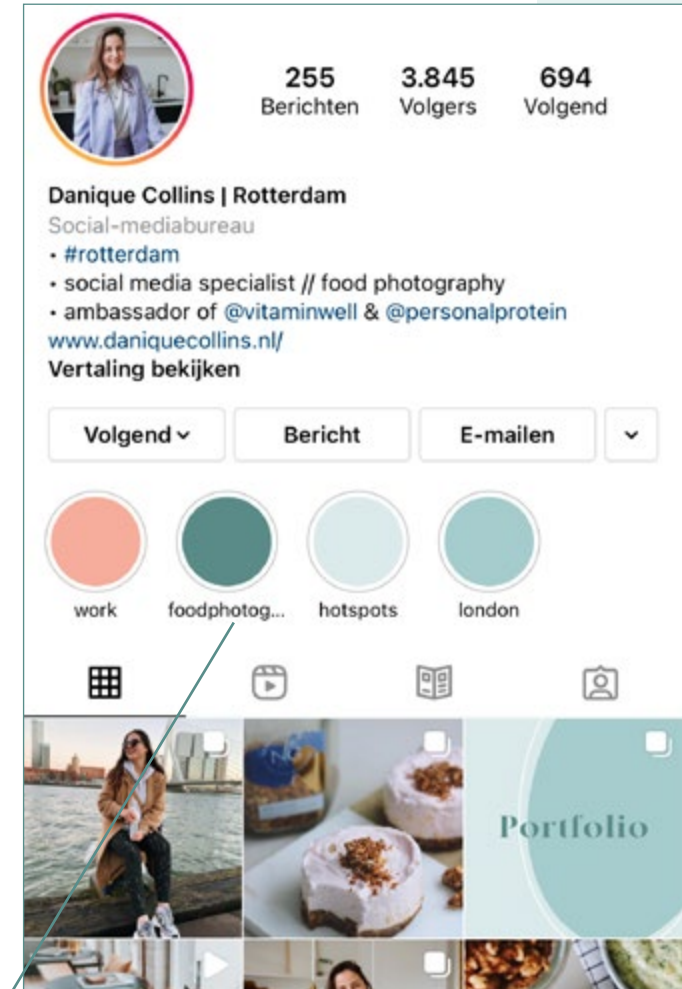 255 3.845 694
Berichten Volgers Volgend
Danique Collins | Rotterdam
Social-mediabureau
• #rotterdam
• social media specialist // food photography
• ambassador of @vitaminwell & @personalprotein
www.daniquecollins.nl/
Vertaling bekijken
Volgend Bericht E-mailen
work foodphotog... hotspots london
Portfolio